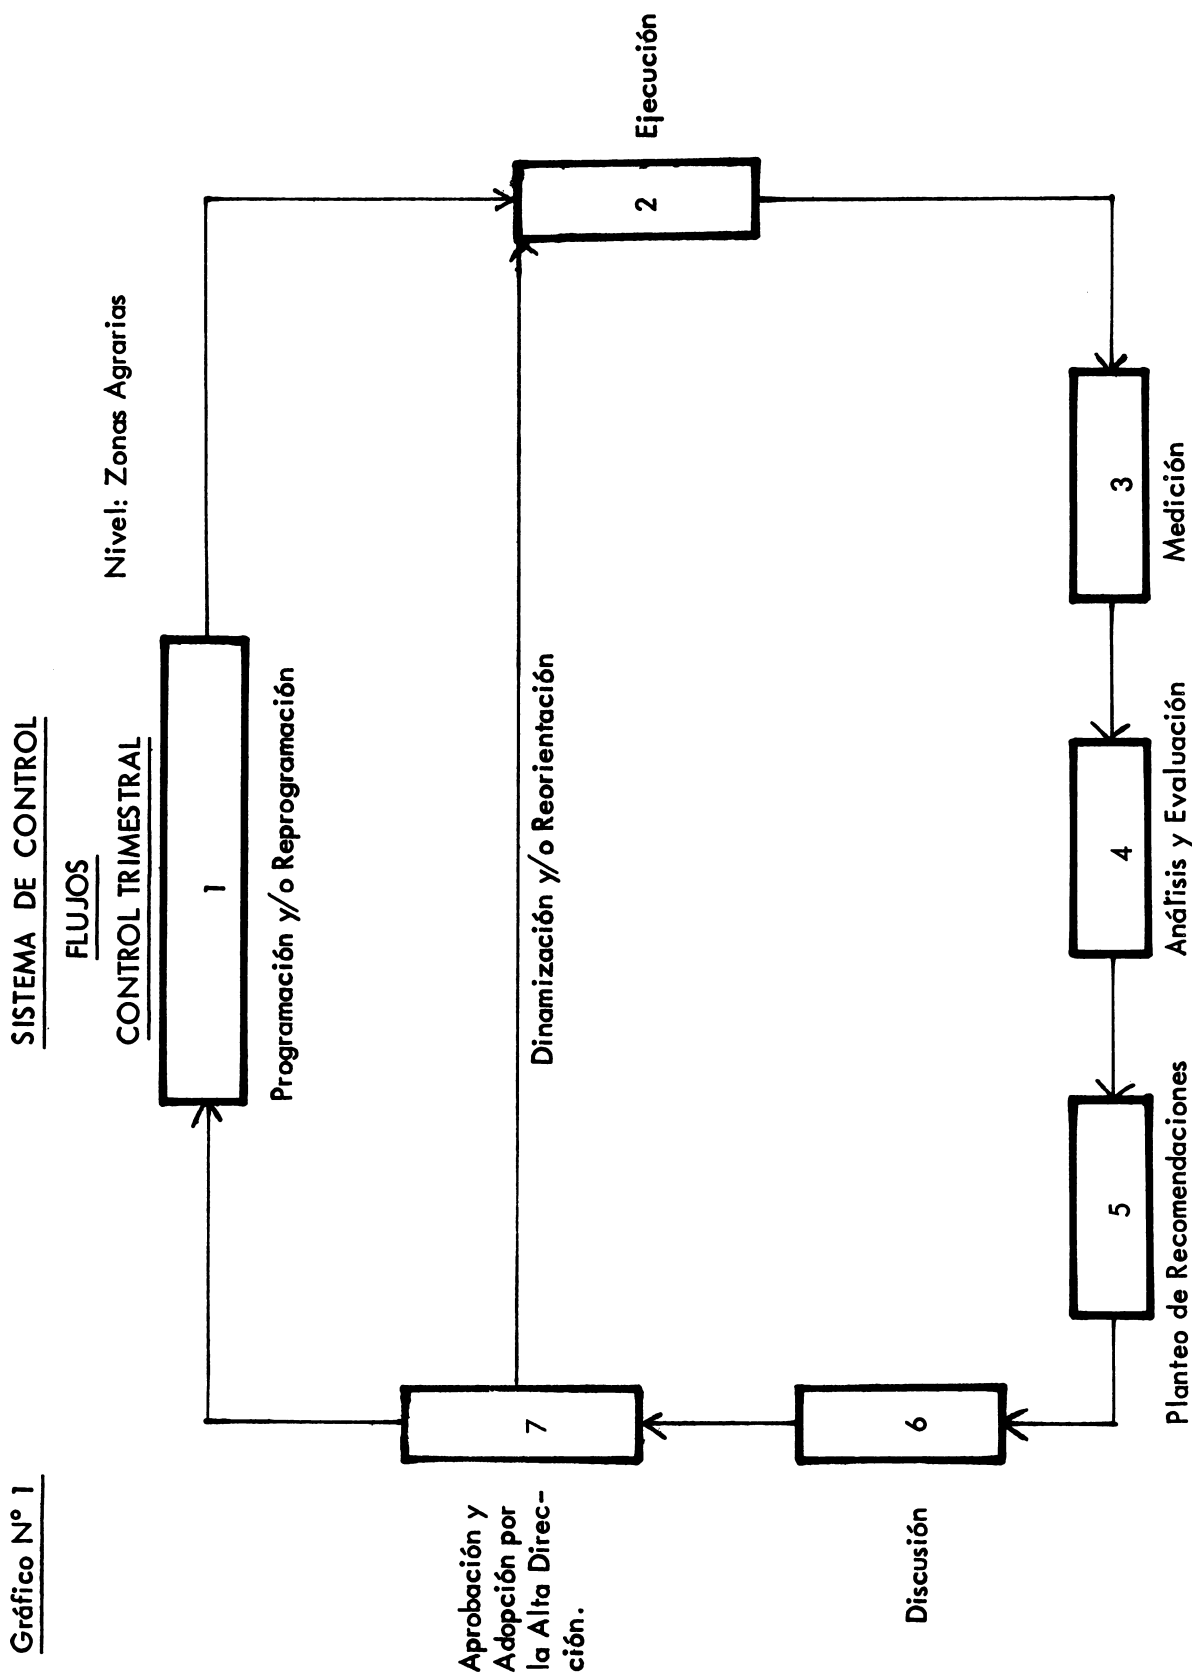 Gráfico Nº 1
SISTEMA DE CONTROL
FLUJOS
CONTROL TRIMESTRAL
Nivel: Zonas Agrarias
1
Programación y/o Reprogramación
2
Ejecución
Dinamización y/o Reorientación
7
Aprobación y
Adopción por
la Alta Direc-
ción.
6
Discusión
5
Planteo de Recomendaciones
4
Análisis y Evaluación
3
Medición